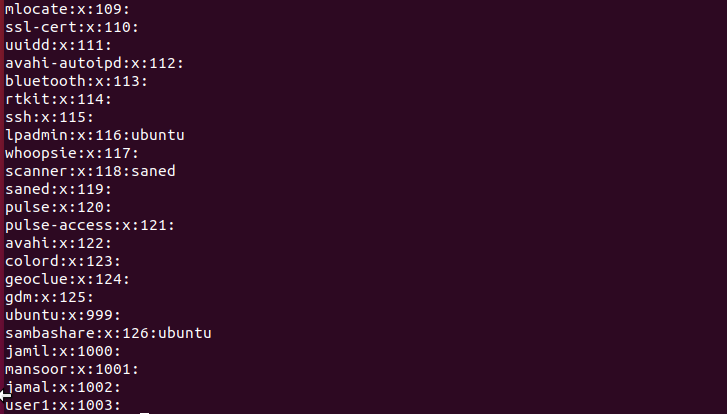 mlocate:x:109:
ssl-cert:x:110:
uuidd:x:111:
avahi-autoipd:x:112:
bluetooth:x:113:
rtkit:x:114:
ssh:x:115:
lpadmin:x:116:ubuntu
whoopsie:x:117:
scanner:x:118:saned
saned:x:119:
pulse:x:120:
pulse-access:x:121:
avahi:x:122:
colord:x:123:
geoclue:x:124:
gdm:x:125:
ubuntu:x:999:
sambashare:x:126:ubuntu
jamil:x:1000:
mansoor:x:1001:
jamal:x:1002:
user1:x:1003: